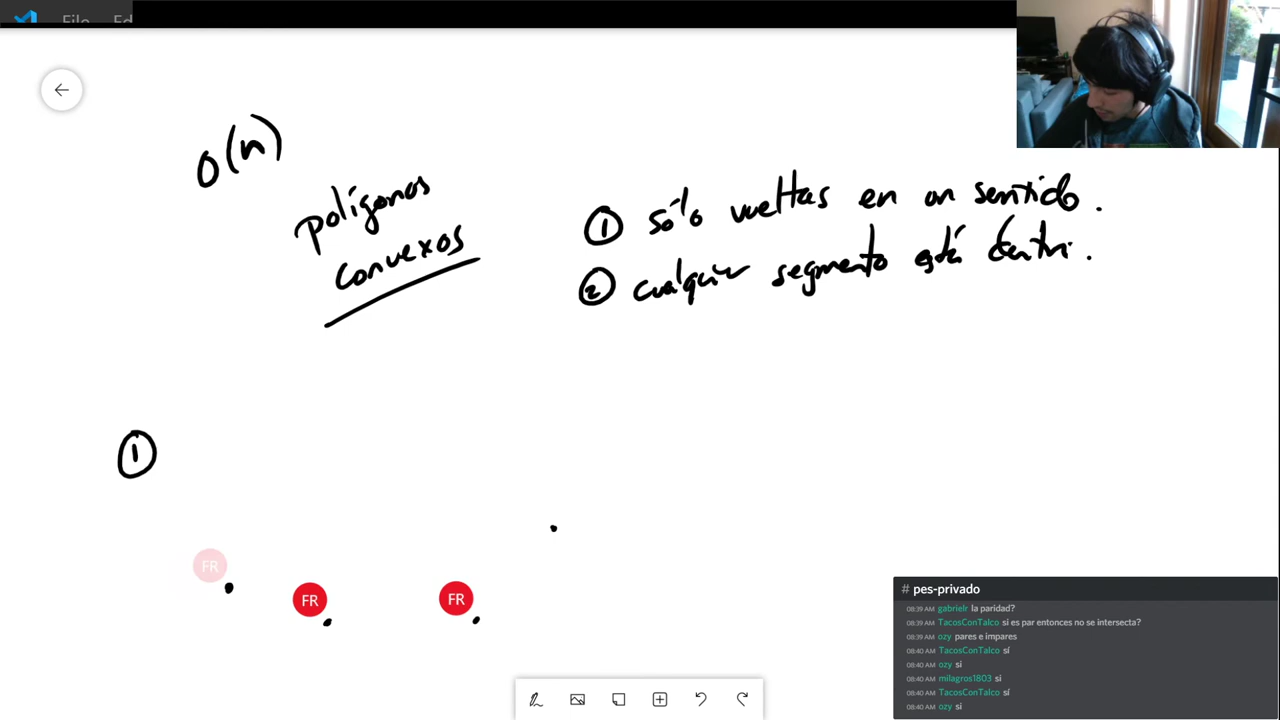 File Ed
O(n)
polígonos
convexos
① sólo vueltas en un sentido.
② cualquier segmento está dentri.
①
FR
FR
FR
# pes-privado
08:39 AM gabrielr la paridad?
08:39 AM TacosConTalco si es par entonces no se intersecta?
08:39 AM ozy pares e impares
08:40 AM TacosConTalco sí
08:40 AM ozy si
08:40 AM milagros1803 si
08:40 AM TacosConTalco sí
08:40 AM ozy si